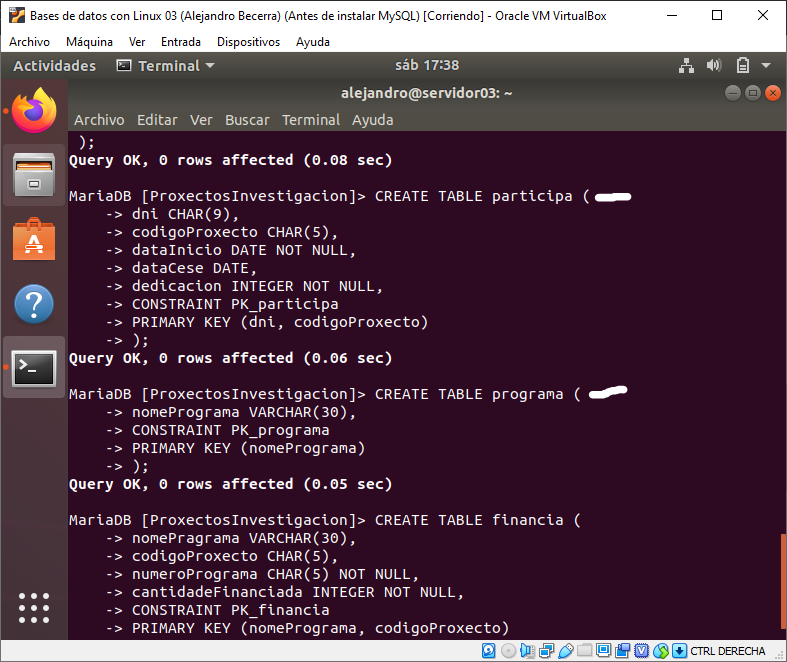 Bases de datos con Linux 03 (Alejandro Becerra) (Antes de instalar MySQL) [Corriendo] - Oracle VM VirtualBox
Archivo Máquina Ver Entrada Dispositivos Ayuda
Actividades Terminal sáb 17:38
alejandro@servidor03: ~
Archivo Editar Ver Buscar Terminal Ayuda
);
Query OK, 0 rows affected (0.08 sec)
MariaDB [ProxectosInvestigacion]> CREATE TABLE participa (
-> dni CHAR(9),
-> codigoProxecto CHAR(5),
-> dataInicio DATE NOT NULL,
-> dataCese DATE,
-> dedicacion INTEGER NOT NULL,
-> CONSTRAINT PK_participa
-> PRIMARY KEY (dni, codigoProxecto)
-> );
Query OK, 0 rows affected (0.06 sec)
MariaDB [ProxectosInvestigacion]> CREATE TABLE programa (
-> nomePrograma VARCHAR(30),
-> CONSTRAINT PK_programa
-> PRIMARY KEY (nomePrograma)
-> );
Query OK, 0 rows affected (0.05 sec)
MariaDB [ProxectosInvestigacion]> CREATE TABLE financia (
-> nomePragrama VARCHAR(30),
-> codigoProxecto CHAR(5),
-> numeroPrograma CHAR(5) NOT NULL,
-> cantidadeFinanciada INTEGER NOT NULL,
-> CONSTRAINT PK_financia
-> PRIMARY KEY (nomePrograma, codigoProxecto)
CTRL DERECHA